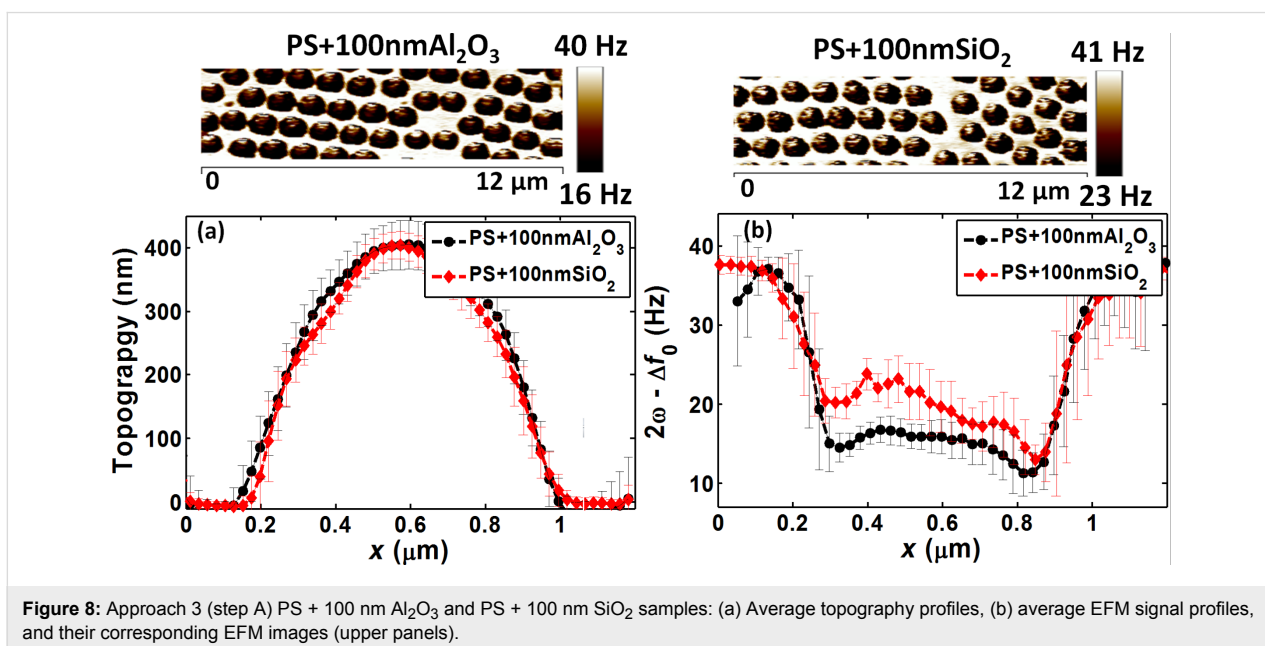 PS+100nmAl₂O₃
40 Hz
0
12 μm
16 Hz
PS+100nmSiO₂
41 Hz
0
12 μm
23 Hz
(a)
PS+100nmAl₂O₃
PS+100nmSiO₂
Topograpgy (nm)
400
300
200
100
0
0
0.2
0.4
0.6
0.8
1
x (μm)
(b)
PS+100nmAl₂O₃
PS+100nmSiO₂
2ω - Δf₀ (Hz)
40
30
20
10
0
0.2
0.4
0.6
0.8
1
x (μm)
Figure 8: Approach 3 (step A) PS + 100 nm Al₂O₃ and PS + 100 nm SiO₂ samples: (a) Average topography profiles, (b) average EFM signal profiles,
and their corresponding EFM images (upper panels).